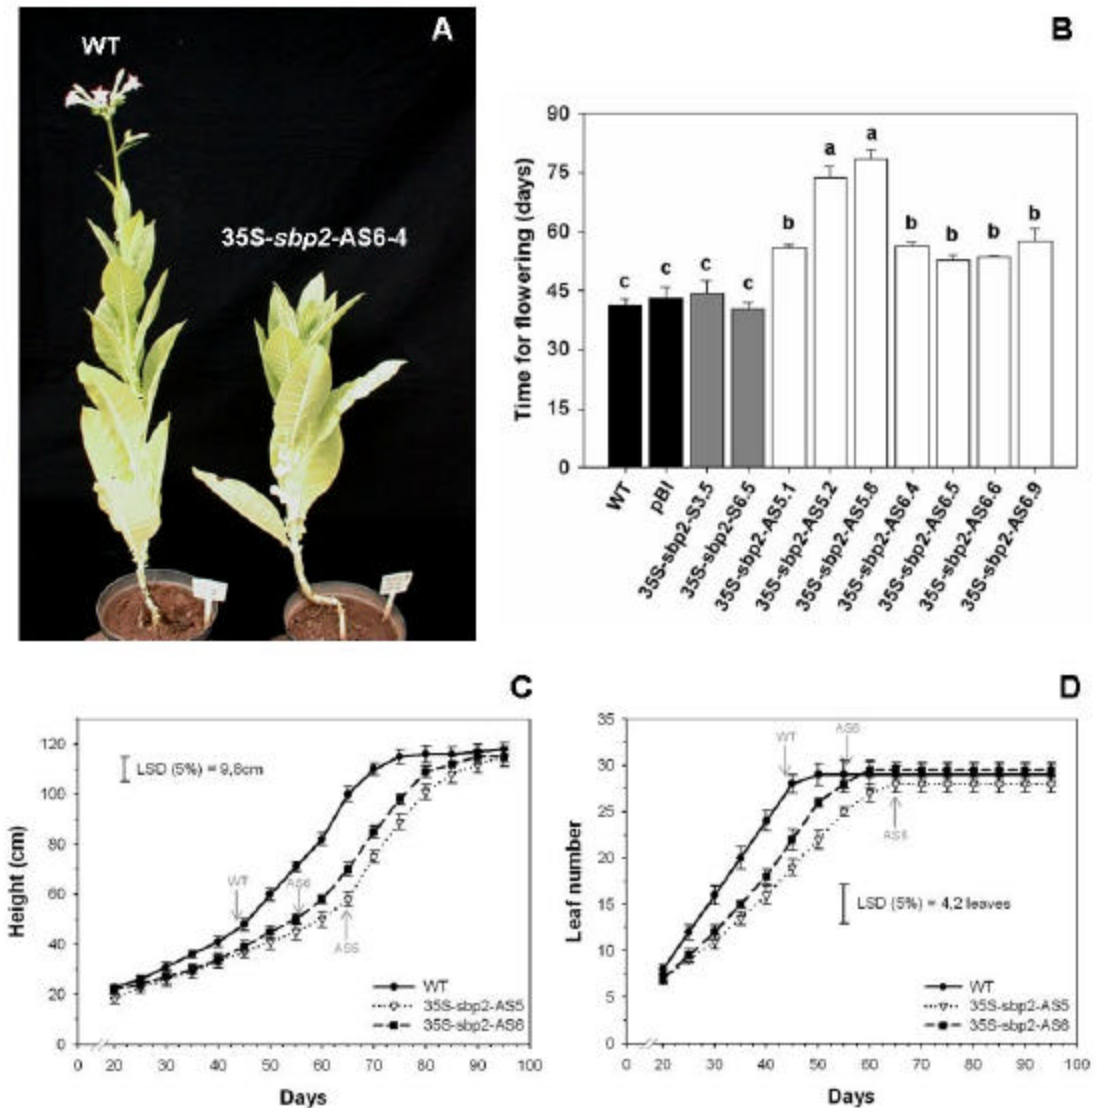 A
WT
35S-sbp2-AS6-4
B
90
75
60
45
30
15
0
Time for flowering (days)
c
c
c
c
b
a
a
b
b
b
b
WT
pBI
35S-sbp2-S3.5
35S-sbp2-S6.5
35S-sbp2-AS5.1
35S-sbp2-AS5.2
35S-sbp2-AS5.8
35S-sbp2-AS6.4
35S-sbp2-AS6.5
35S-sbp2-AS6.6
35S-sbp2-AS6.9
C
120
100
80
60
40
20
0
Height (cm)
LSD (5%) = 9,8cm
WT
AS6
AS5
WT
35S-sbp2-AS5
35S-sbp2-AS6
0 20 30 40 50 60 70 80 90 100
Days
D
35
30
25
20
15
10
5
0
Leaf number
WT
AS6
AS5
LSD (5%) = 4,2 leaves
WT
35S-sbp2-AS5
35S-sbp2-AS6
0 20 30 40 50 60 70 80 90 100
Days